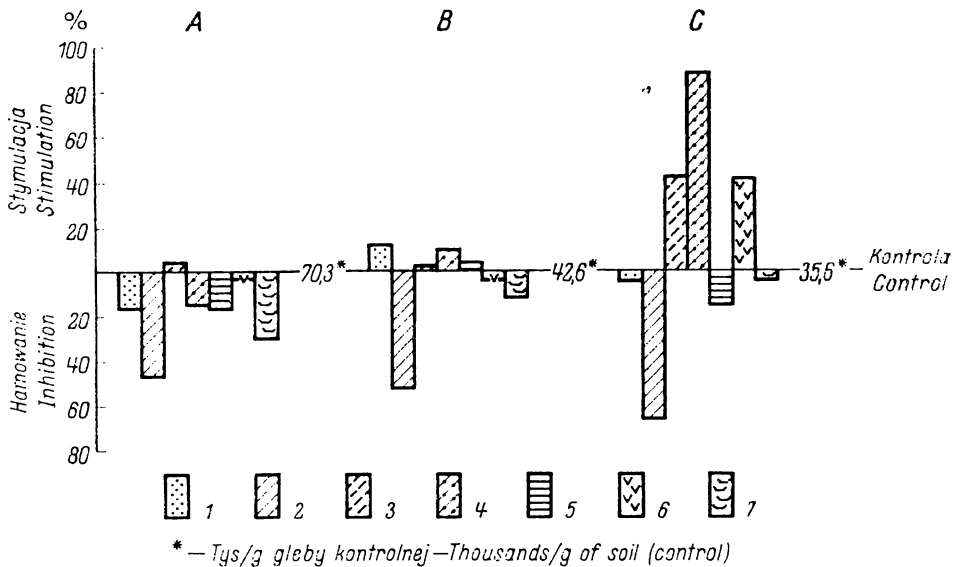 % A B C
100
80
60
40
20
20
40
60
80
Stymulacja
Stimulation
Hamowanie
Inhibition
70,3*
42,6*
35,6*
Kontrola
Control
1 2 3 4 5 6 7
* — Tys/g gleby kontrolnej — Thousands/g of soil (control)